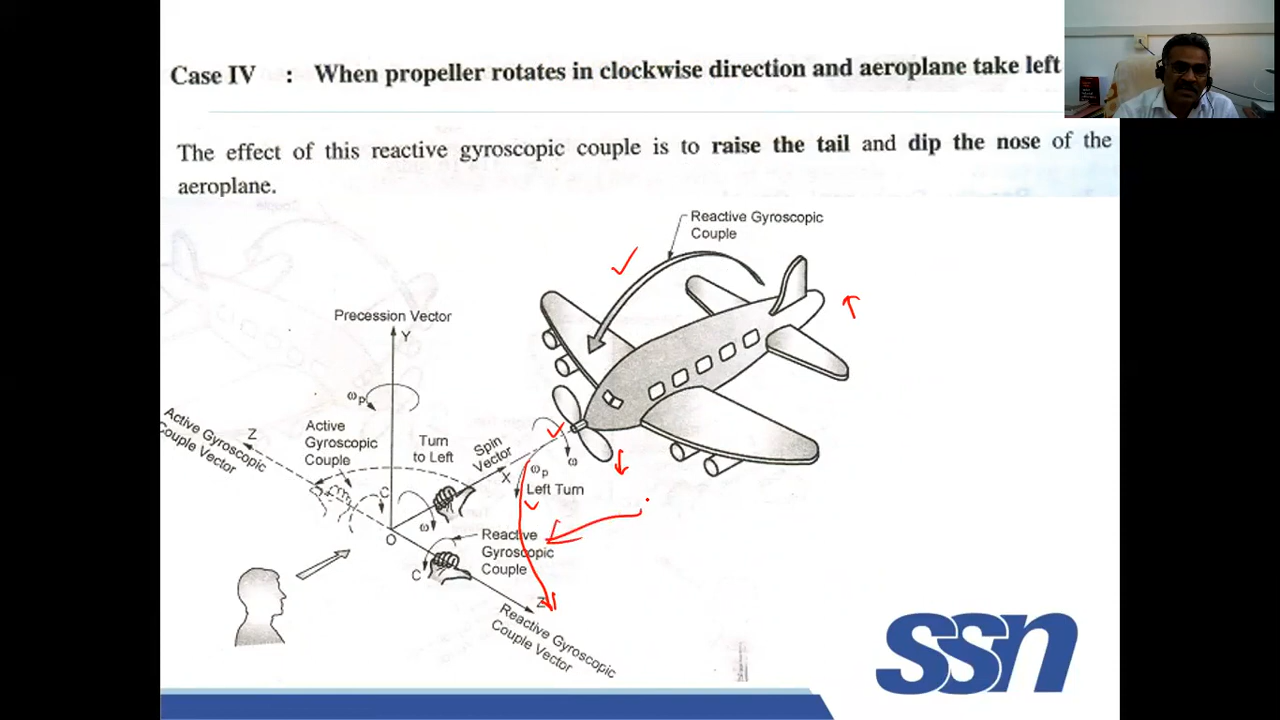 Case IV : When propeller rotates in clockwise direction and aeroplane take left
The effect of this reactive gyroscopic couple is to raise the tail and dip the nose of the
aeroplane.
Reactive Gyroscopic
Couple
Precession Vector
Y
ωP
Active Gyroscopic
Couple Vector
Z
Active
Gyroscopic
Couple
Turn
to Left
Spin
Vector
X
ωP
ω
Left Turn
C
ω
O
Reactive
Gyroscopic
Couple
C
Z
Reactive Gyroscopic
Couple Vector
ssn